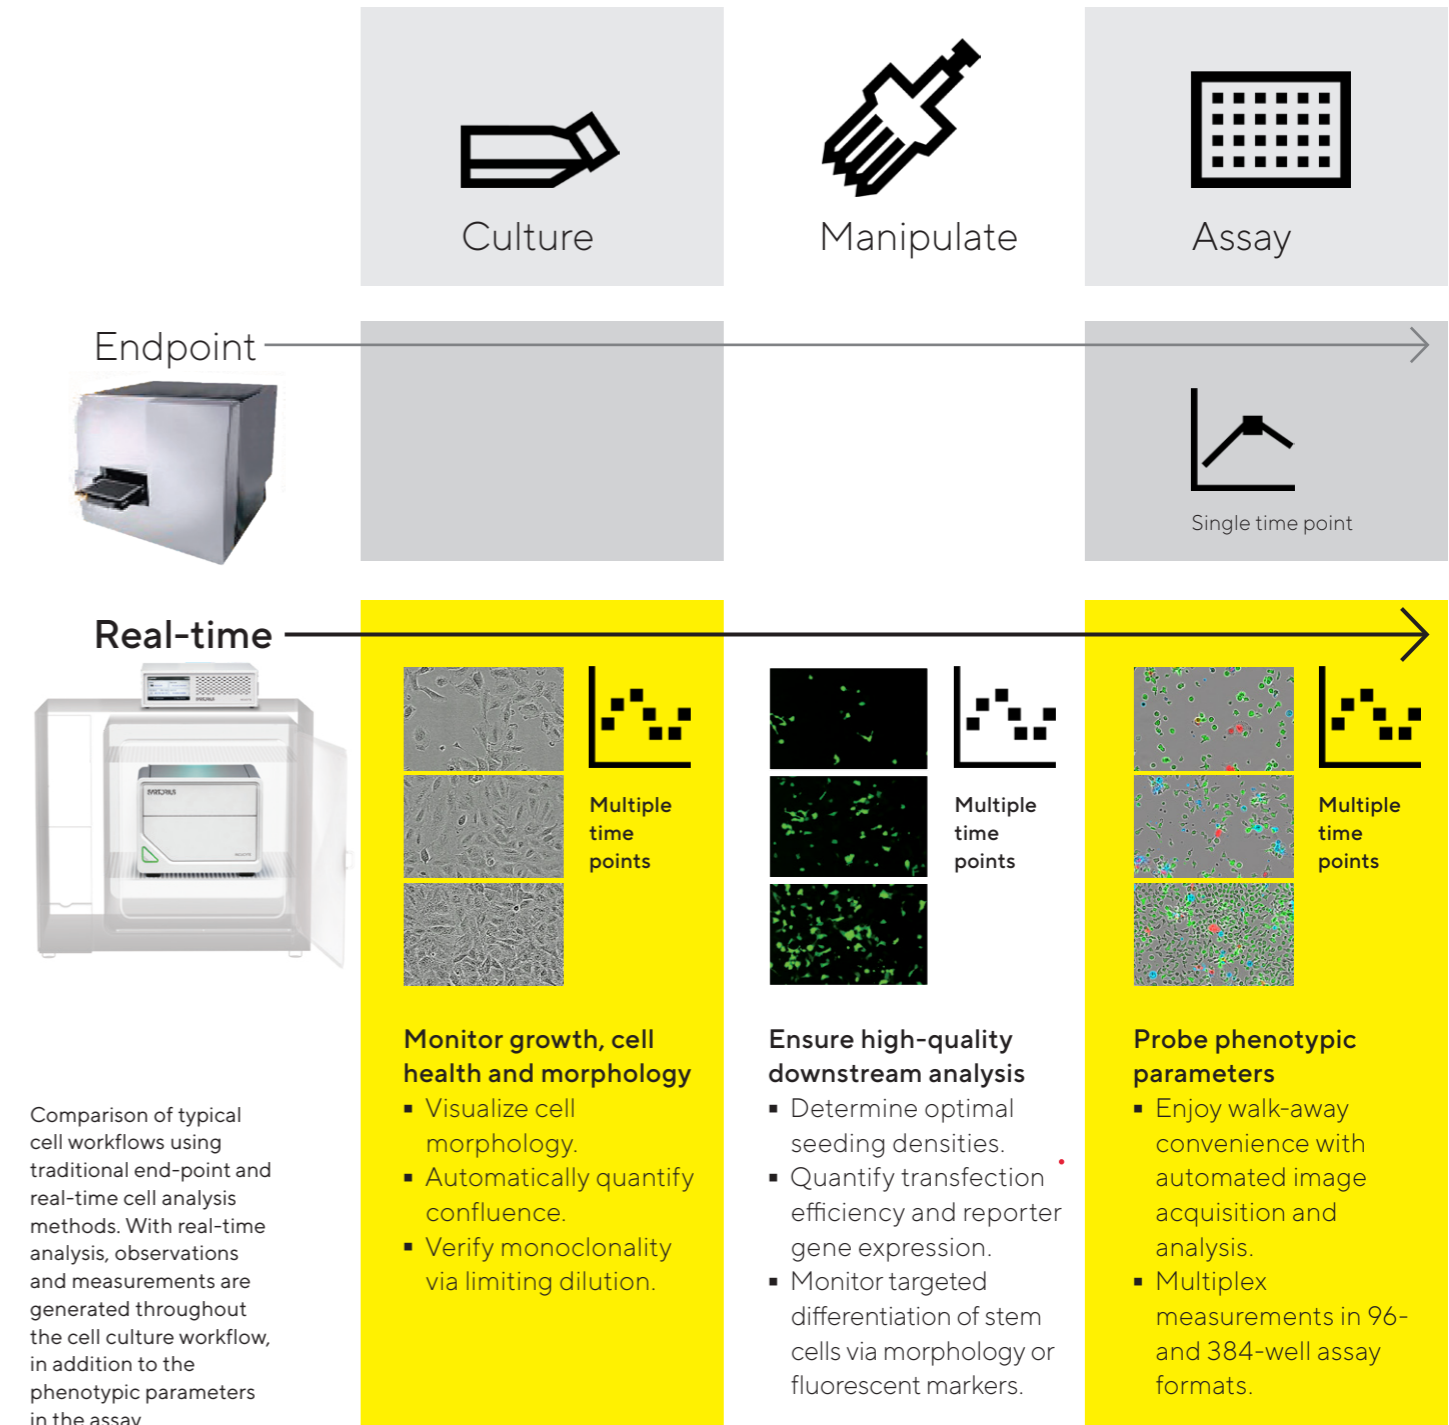 Culture
Manipulate
Assay
Endpoint
Single time point
Real-time
SARTORIUS
Multiple
time
points
Multiple
time
points
Multiple
time
points
Monitor growth, cell
health and morphology
▪ Visualize cell
morphology.
▪ Automatically quantify
confluence.
▪ Verify monoclonality
via limiting dilution.
Ensure high-quality
downstream analysis
▪ Determine optimal
seeding densities.
▪ Quantify transfection
efficiency and reporter
gene expression.
▪ Monitor targeted
differentiation of stem
cells via morphology or
fluorescent markers.
Probe phenotypic
parameters
▪ Enjoy walk-away
convenience with
automated image
acquisition and
analysis.
▪ Multiplex
measurements in 96-
and 384-well assay
formats.
Comparison of typical
cell workflows using
traditional end-point and
real-time cell analysis
methods. With real-time
analysis, observations
and measurements are
generated throughout
the cell culture workflow,
in addition to the
phenotypic parameters
in the assay